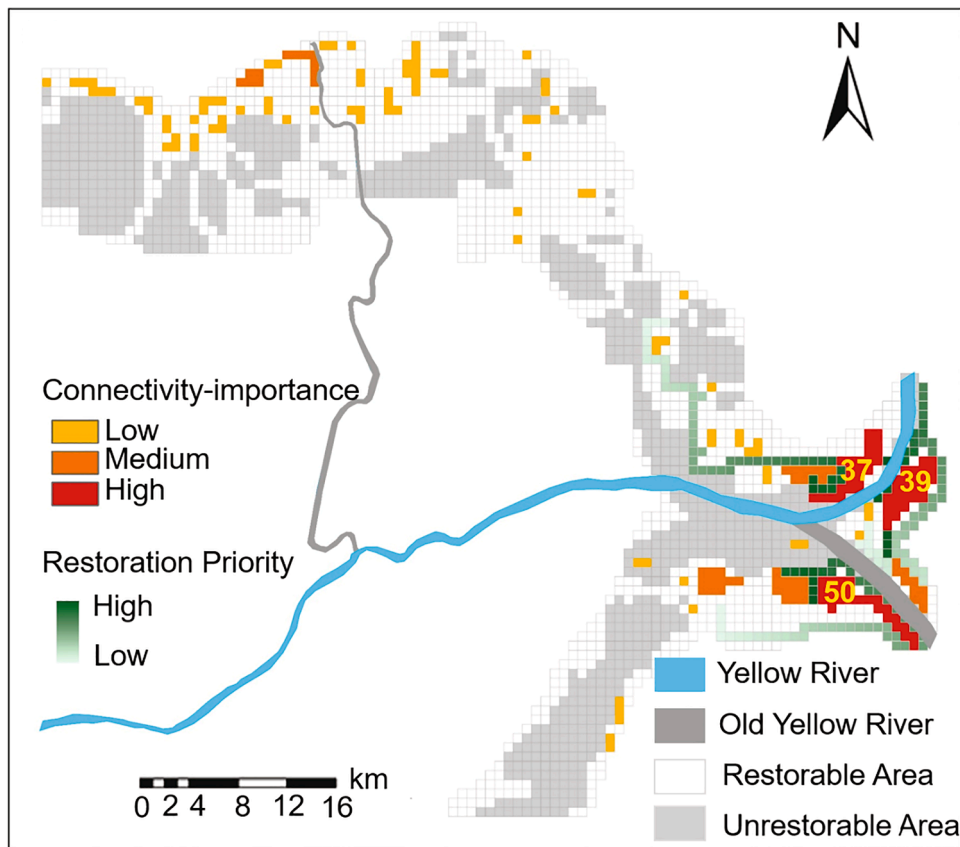 N
Connectivity-importance
Low
Medium
High
37
39
50
Restoration Priority
High
Low
Yellow River
Old Yellow River
Restorable Area
Unrestorable Area
km
0 2 4 8 12 16